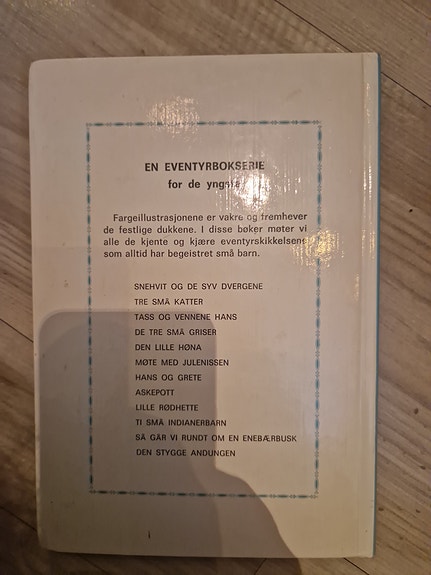 EN EVENTYRBOKSERIE
for de yngste
Fargeillustrasjonene er vakre og fremhever
de festlige dukkene. I disse bøker møter vi
alle de kjente og kjære eventyrskikkelsene
som alltid har begeistret små barn.
SNEHVIT OG DE SYV DVERGENE
TRE SMÅ KATTER
TASS OG VENNENE HANS
DE TRE SMÅ GRISER
DEN LILLE HØNA
MØTE MED JULENISSEN
HANS OG GRETE
ASKEPOTT
LILLE RØDHETTE
TI SMÅ INDIANERBARN
SÅ GÅR VI RUNDT OM EN ENEBÆRBUSK
DEN STYGGE ANDUNGEN